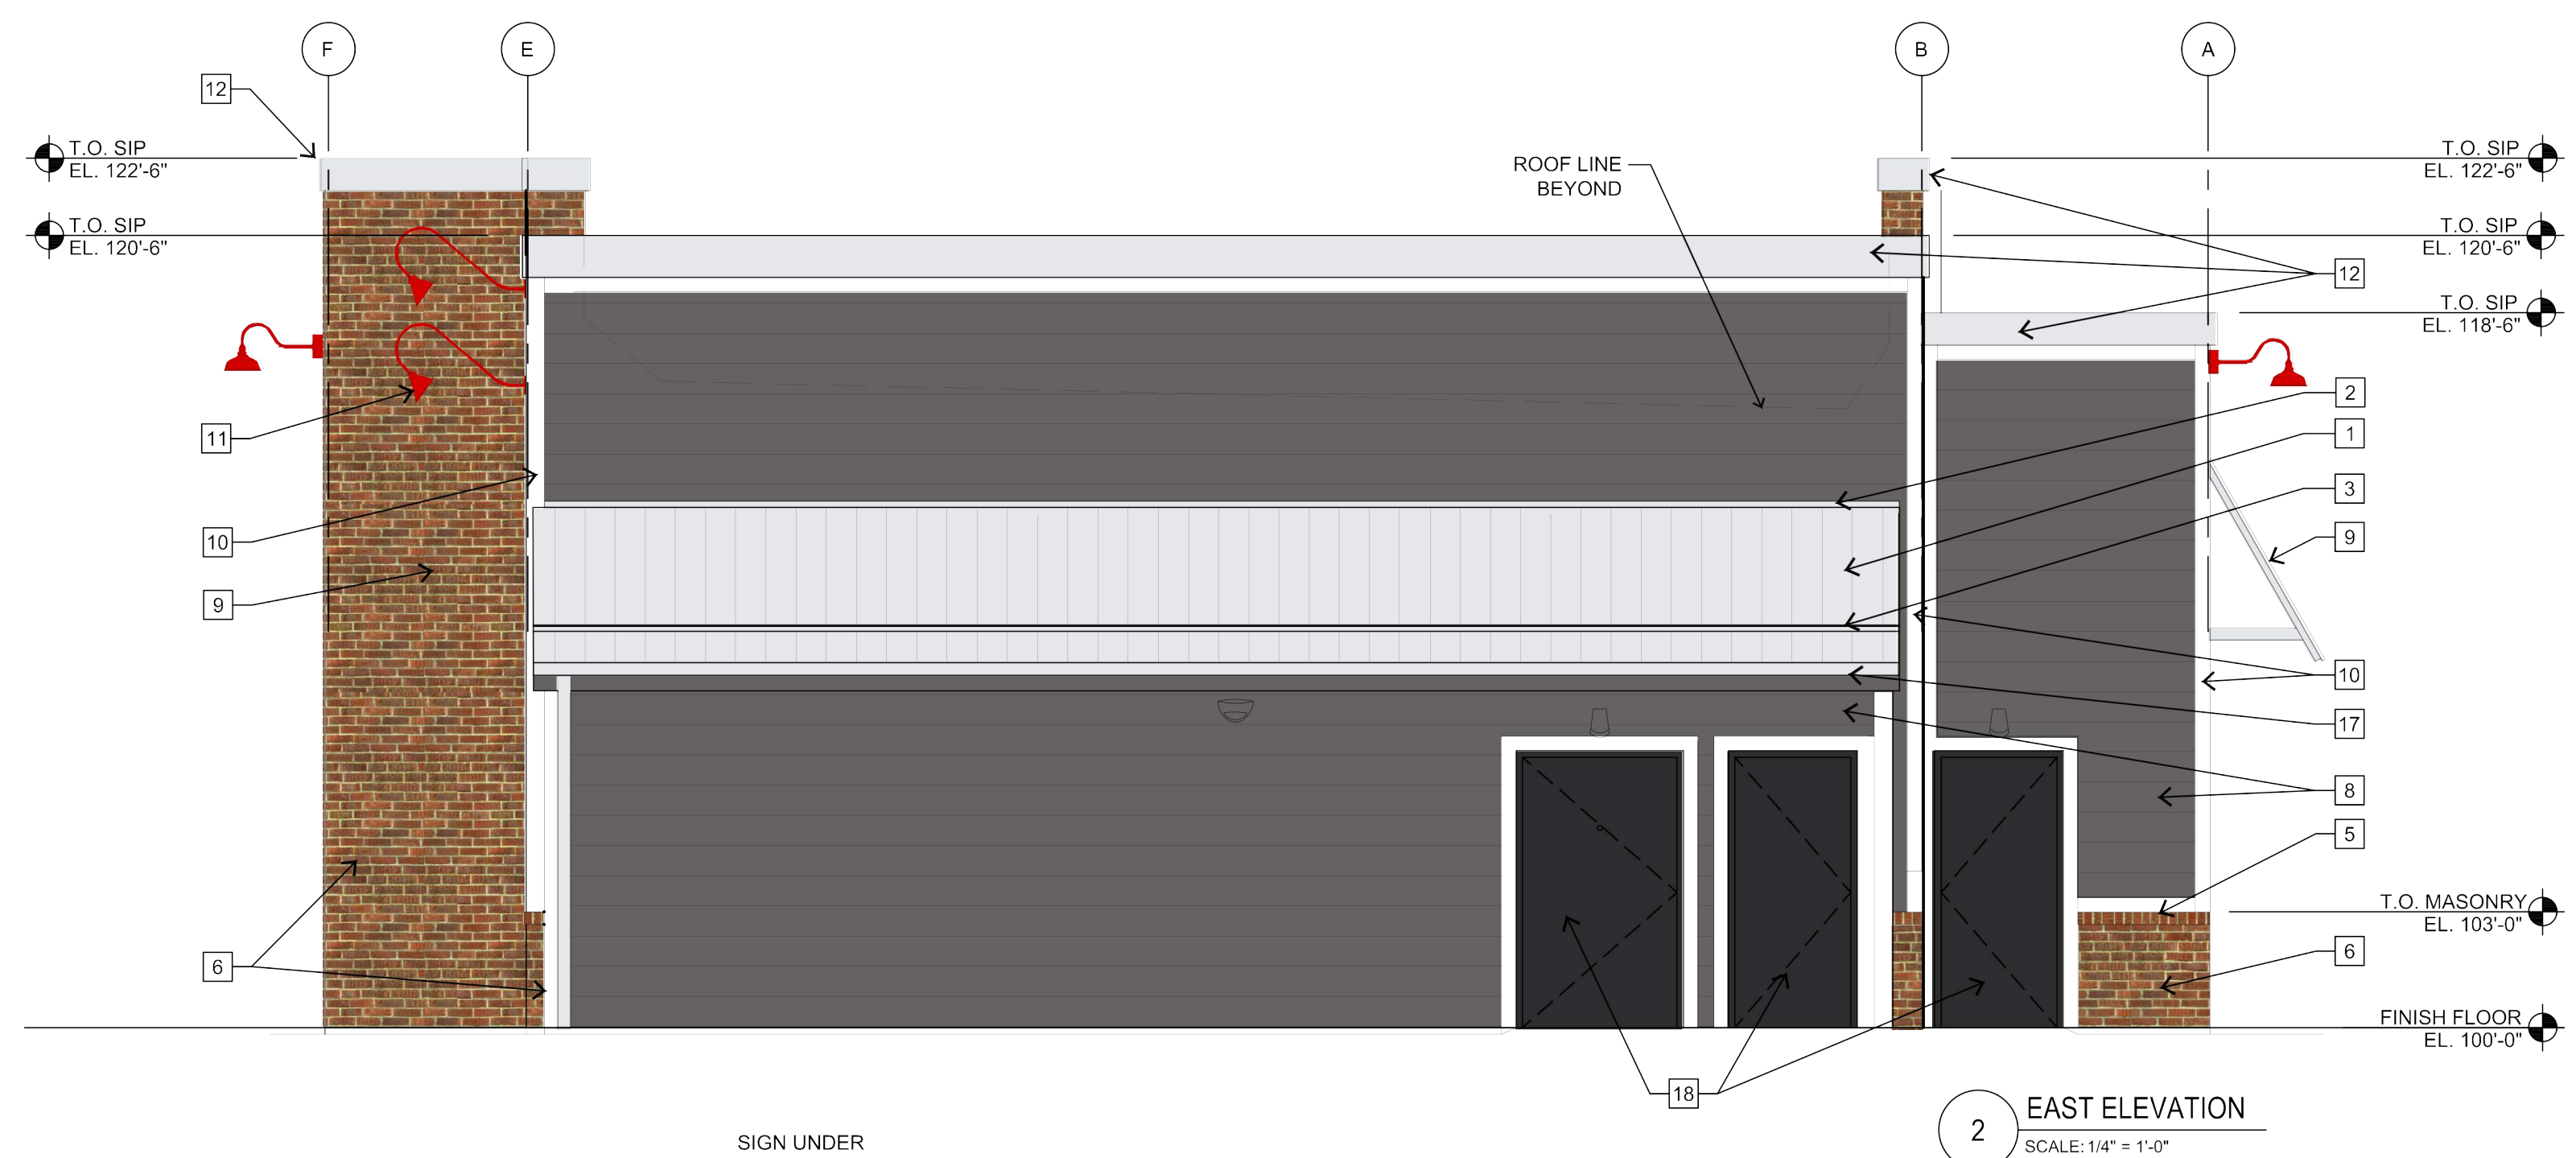 F
E
B
A
12
T.O. SIP
EL. 122'-6"
T.O. SIP
EL. 120'-6"
11
10
9
6
ROOF LINE
BEYOND
T.O. SIP
EL. 122'-6"
T.O. SIP
EL. 120'-6"
12
T.O. SIP
EL. 118'-6"
2
1
3
9
10
17
8
5
T.O. MASONRY
EL. 103'-0"
6
FINISH FLOOR
EL. 100'-0"
18
SIGN UNDER
2
EAST ELEVATION
SCALE: 1/4" = 1'-0"